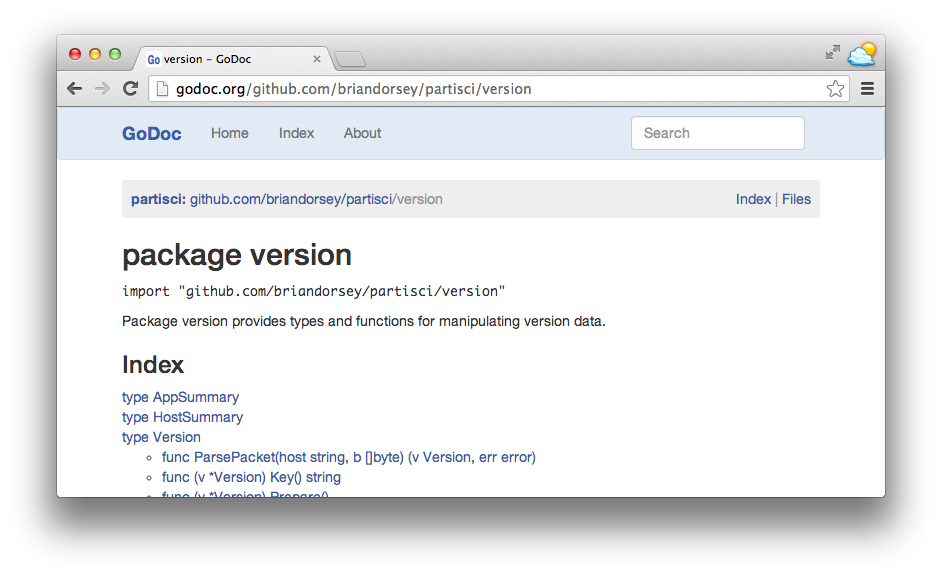 Go version – GoDoc
godoc.org/github.com/briandorsey/partisci/version
GoDoc Home Index About Search
partisci: github.com/briandorsey/partisci/version Index | Files
package version
import "github.com/briandorsey/partisci/version"
Package version provides types and functions for manipulating version data.
Index
type AppSummary
type HostSummary
type Version
func ParsePacket(host string, b []byte) (v Version, err error)
func (v *Version) Key() string
func (v *Version) Prepare()